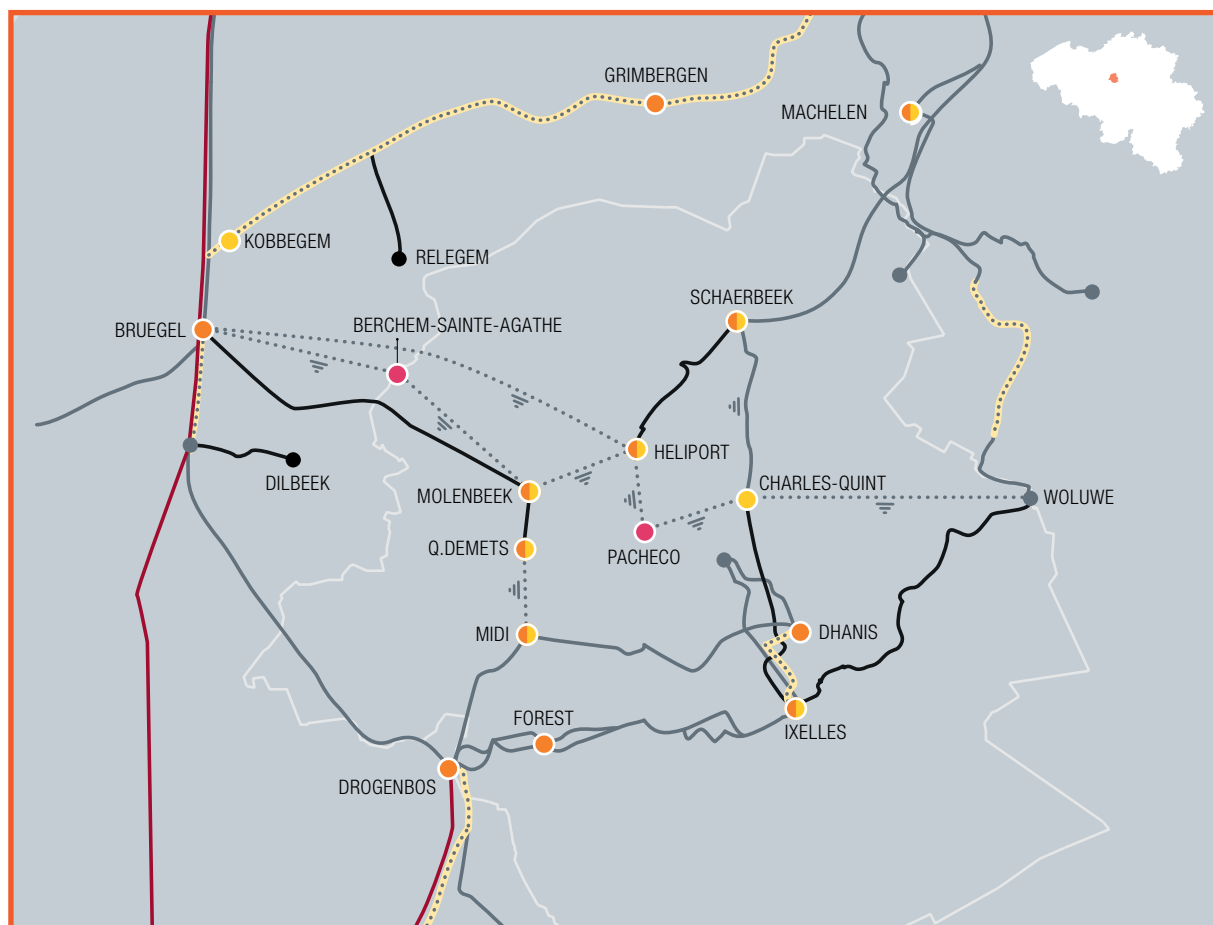 GRIMBERGEN
MACHELEN
KOBBEGEM
RELEGEM
SCHAERBEEK
BRUEGEL
BERCHEM-SAINTE-AGATHE
HELIPORT
DILBEEK
MOLENBEEK
CHARLES-QUINT
WOLUWE
Q.DEMETS
PACHECO
MIDI
DHANIS
FOREST
IXELLES
DROGENBOS